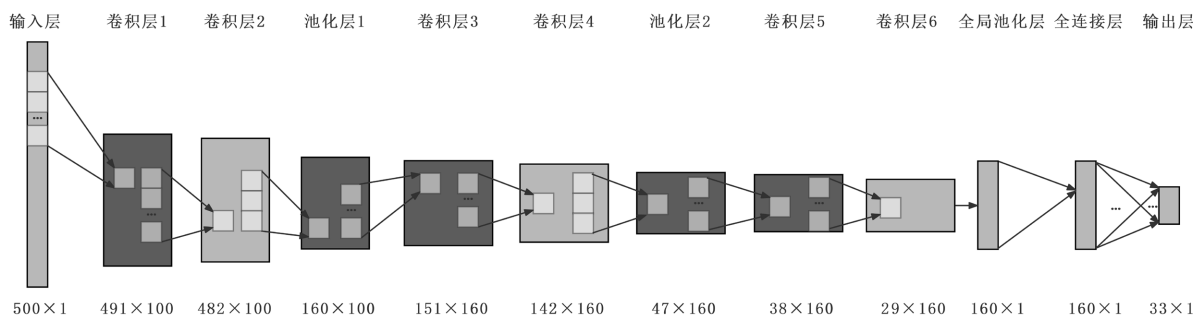 输入层 卷积层1 卷积层2 池化层1 卷积层3 卷积层4 池化层2 卷积层5 卷积层6 全局池化层 全连接层 输出层
500×1 491×100 482×100 160×100 151×160 142×160 47×160 38×160 29×160 160×1 160×1 33×1